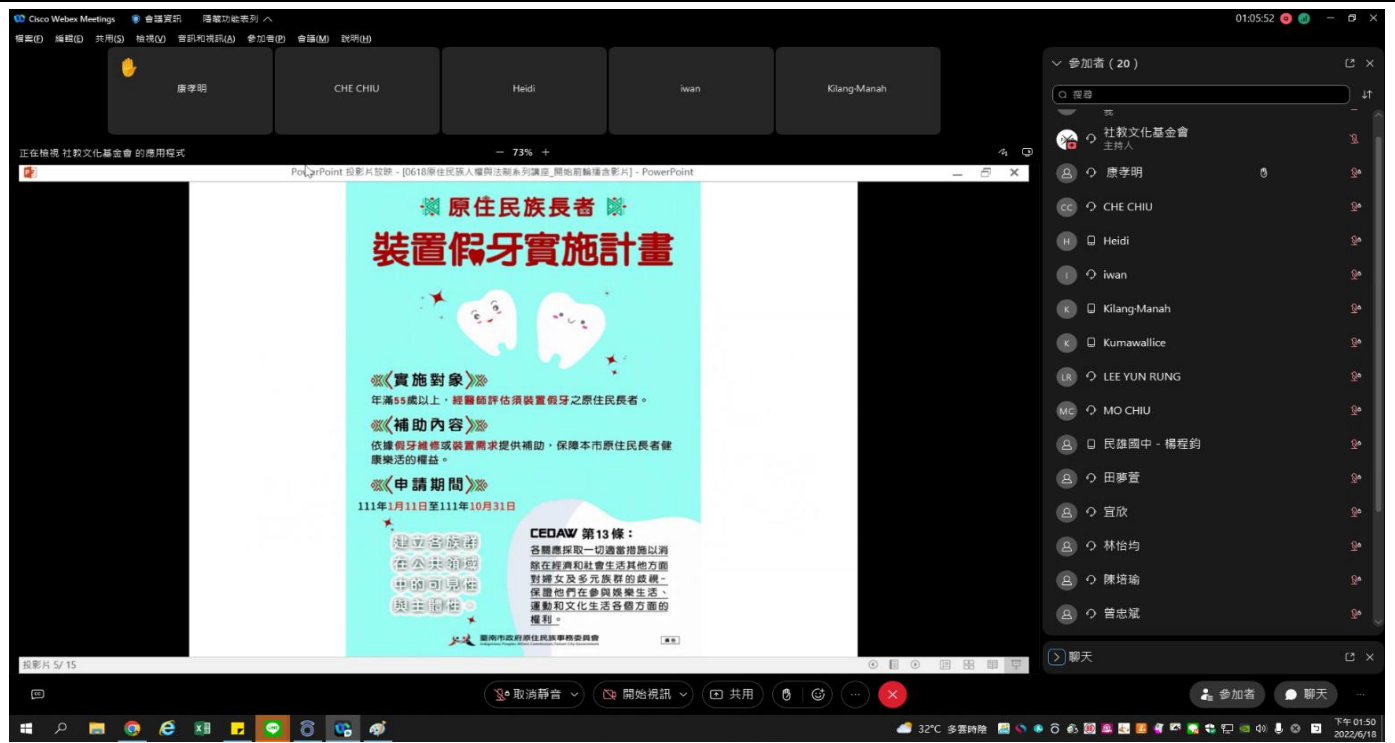 Cisco Webex Meetings 會議資訊 隱藏功能表列 01:05:52
檔案(F) 編輯(E) 共用(S) 檢視(V) 音訊和視訊(A) 參加者(P) 會議(M) 說明(H)
康孝明 CHE CHIU Heidi iwan Kilang-Manah
正在檢視 社教文化基金會 的應用程式 − 73% +
PowerPoint 投影片放映 - [0618原住民族人權與法制系列講座_開始前輪播含影片] - PowerPoint
原住民族長者
裝置假牙實施計畫
《實施對象》
年滿55歲以上,經醫師評估須裝置假牙之原住民長者。
《補助內容》
依據假牙維修或裝置需求提供補助,保障本市原住民長者健
康樂活的權益。
《申請期間》
111年1月11日至111年10月31日
建立各族群
在公共領域
中的可見性
與主體性。
CEDAW 第13條:
各關應採取一切適當措施以消
除在經濟和社會生活其他方面
對婦女及多元族群的歧視-
保證他們在參與娛樂生活、
運動和文化生活各個方面的
權利。
臺南市政府原住民族事務委員會
廣告
投影片 5/ 15
參加者 ( 20 )
搜尋
我
社教文化基金會
主持人
康孝明
CC CHE CHIU
H Heidi
I iwan
K Kilang-Manah
K Kumawallice
LR LEE YUN RUNG
MC MO CHIU
民雄國中 - 楊程鈞
田夢萱
宜欣
林怡均
陳培瑜
曾忠斌
聊天
取消靜音 開始視訊 共用 參加者 聊天
32°C 多雲時陰 下午 01:50
2022/6/18